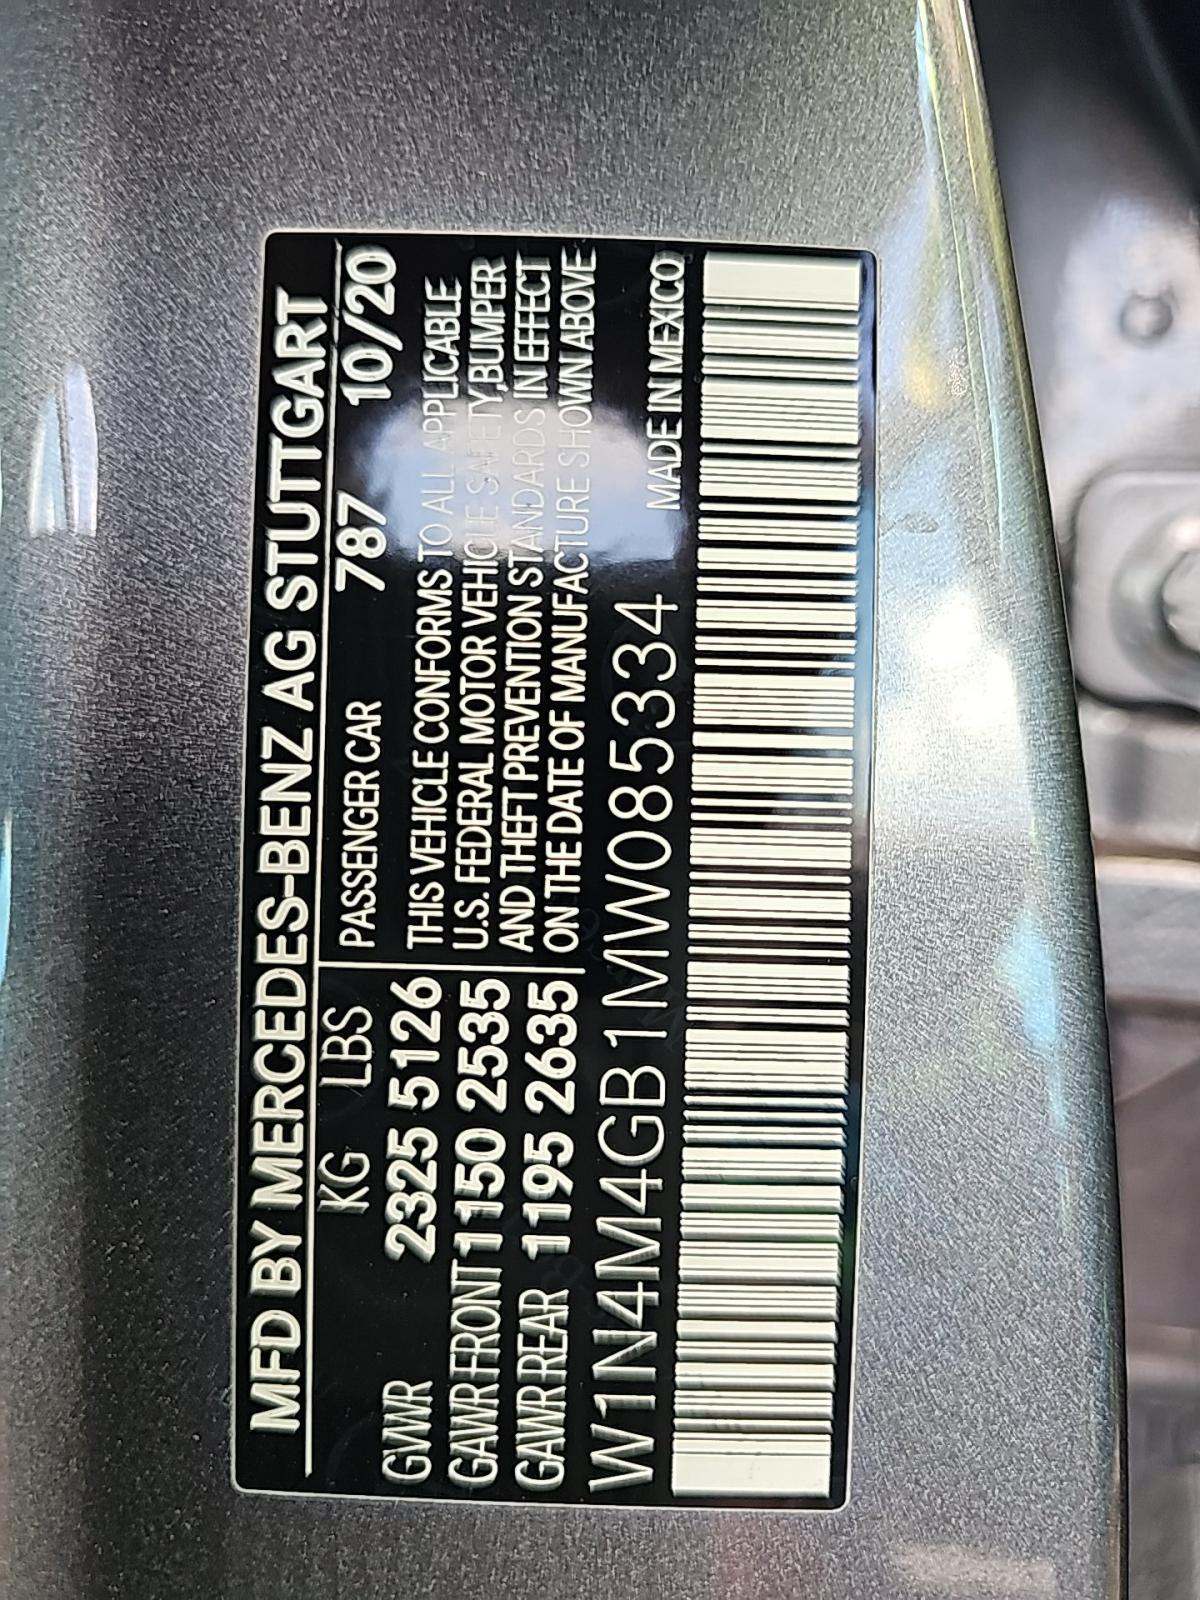 MFD BY MERCEDES-BENZ AG STUTTGART
KG LBS PASSENGER CAR 787 10/20
GVWR 2325 5126
GAWR FRONT 1150 2535
GAWR REAR 1195 2635
THIS VEHICLE CONFORMS TO ALL APPLICABLE
U.S. FEDERAL MOTOR VEHICLE SAFETY,BUMPER
AND THEFT PREVENTION STANDARDS IN EFFECT
ON THE DATE OF MANUFACTURE SHOWN ABOVE
W1N4M4GB1MW085334 MADE IN MEXICO